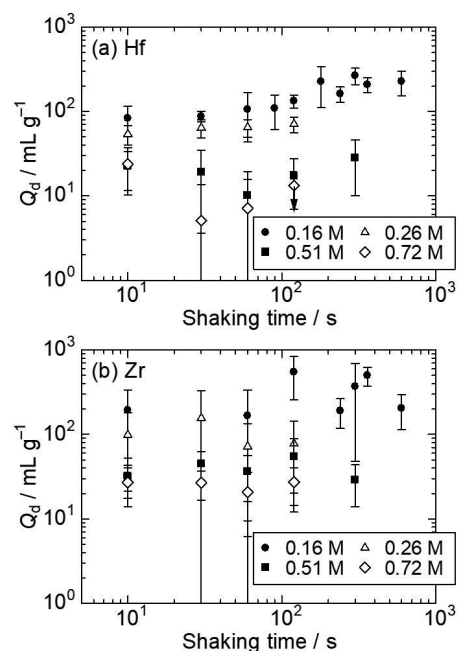 (a) Hf
10³
10²
10¹
10⁰
Qd / mL g⁻¹
0.16 M 0.26 M
0.51 M 0.72 M
10¹ 10² 10³
Shaking time / s
(b) Zr
10³
10²
10¹
10⁰
Qd / mL g⁻¹
0.16 M 0.26 M
0.51 M 0.72 M
10¹ 10² 10³
Shaking time / s